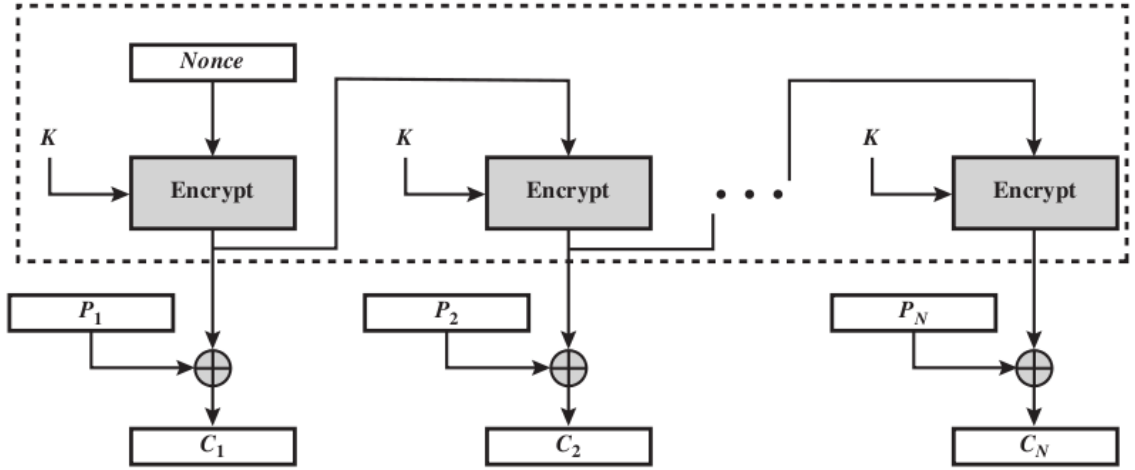 Nonce
K K K
Encrypt Encrypt Encrypt
P1 P2 PN
C1 C2 CN